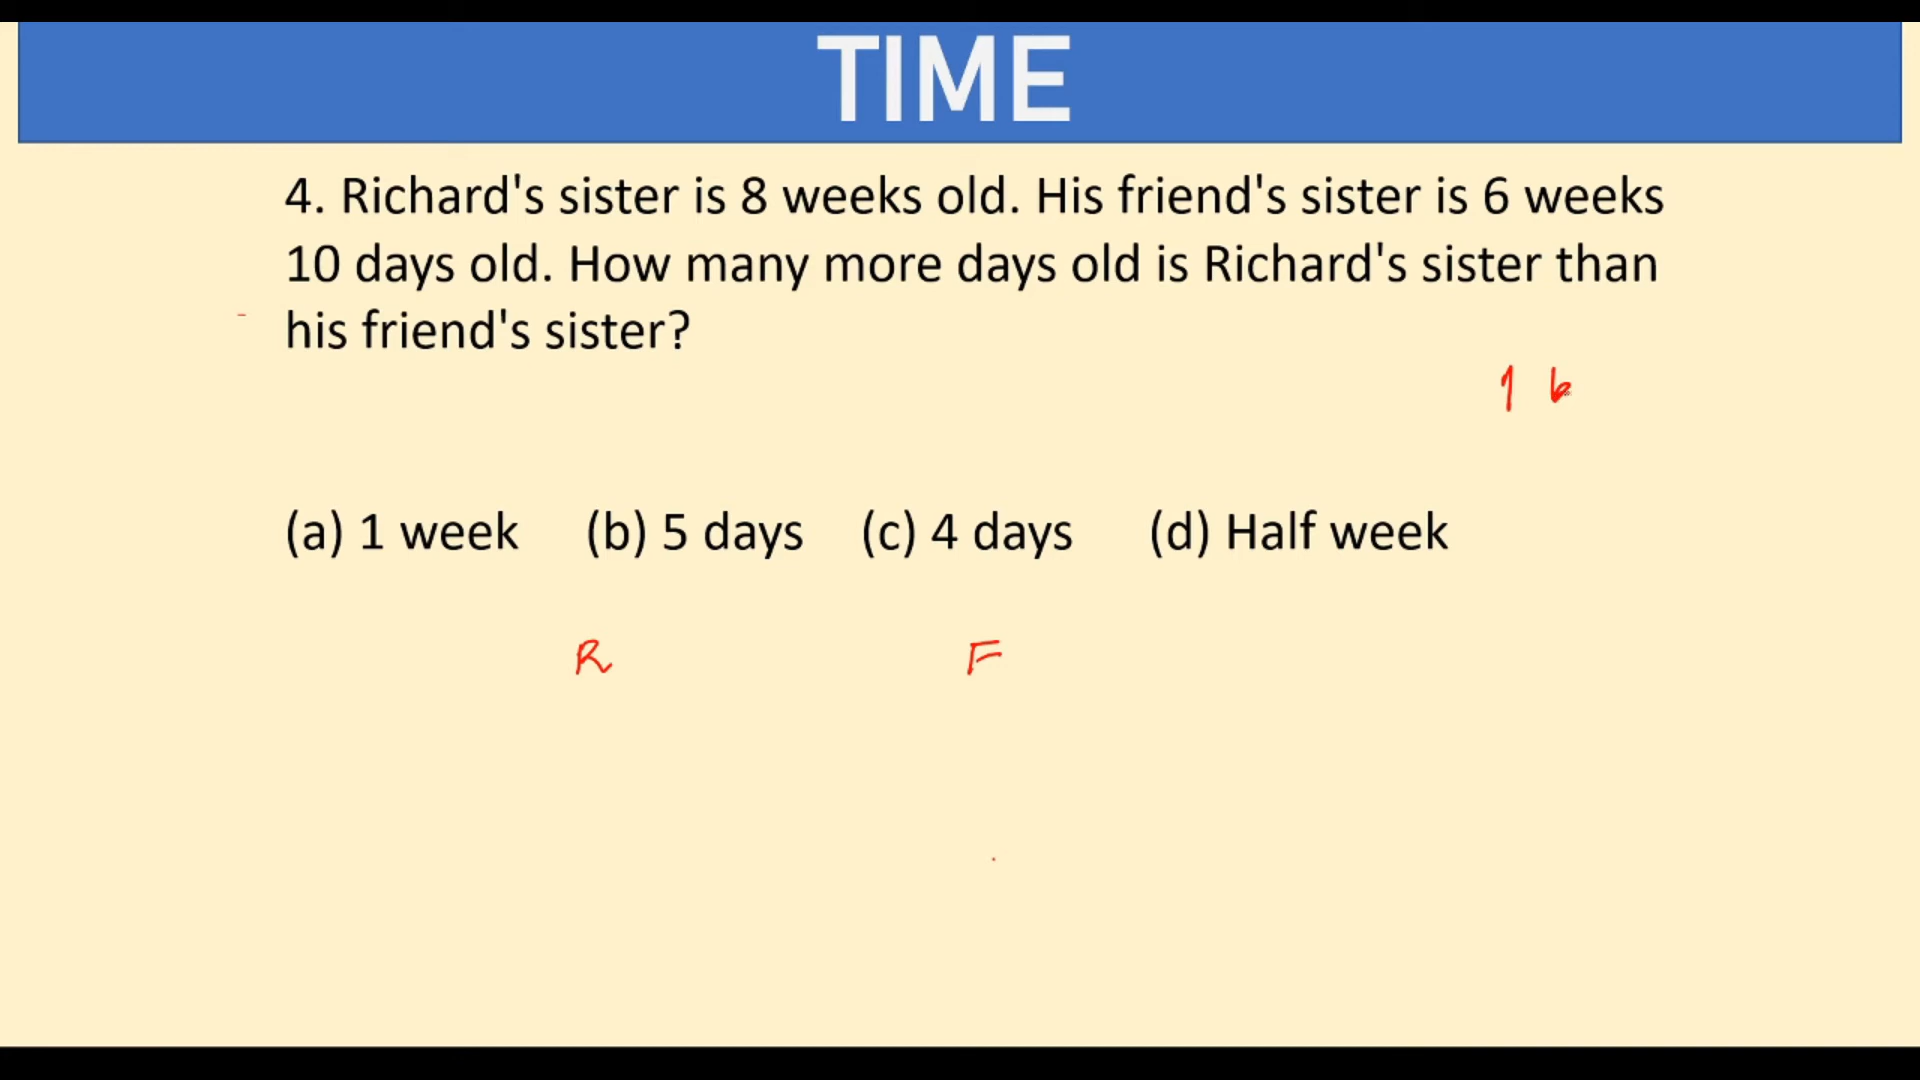 TIME
4. Richard's sister is 8 weeks old. His friend's sister is 6 weeks
10 days old. How many more days old is Richard's sister than
his friend's sister?
1
(a) 1 week (b) 5 days (c) 4 days (d) Half week
R F